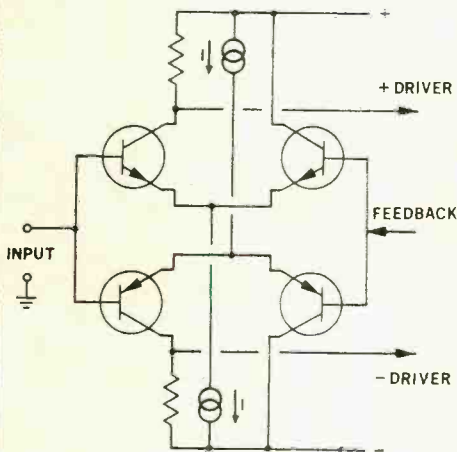 +
I
+ DRIVER
FEEDBACK
INPUT
- DRIVER
I
-